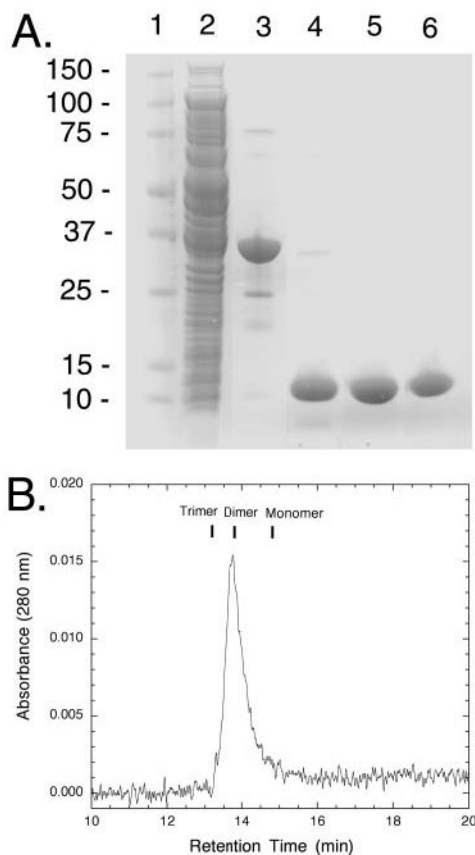 A.
1 2 3 4 5 6
150 -
100 -
75 -
50 -
37 -
25 -
15 -
10 -
B.
0.020
0.015
0.010
0.005
0.000
Absorbance (280 nm)
Trimer Dimer Monomer
10 12 14 16 18 20
Retention Time (min)